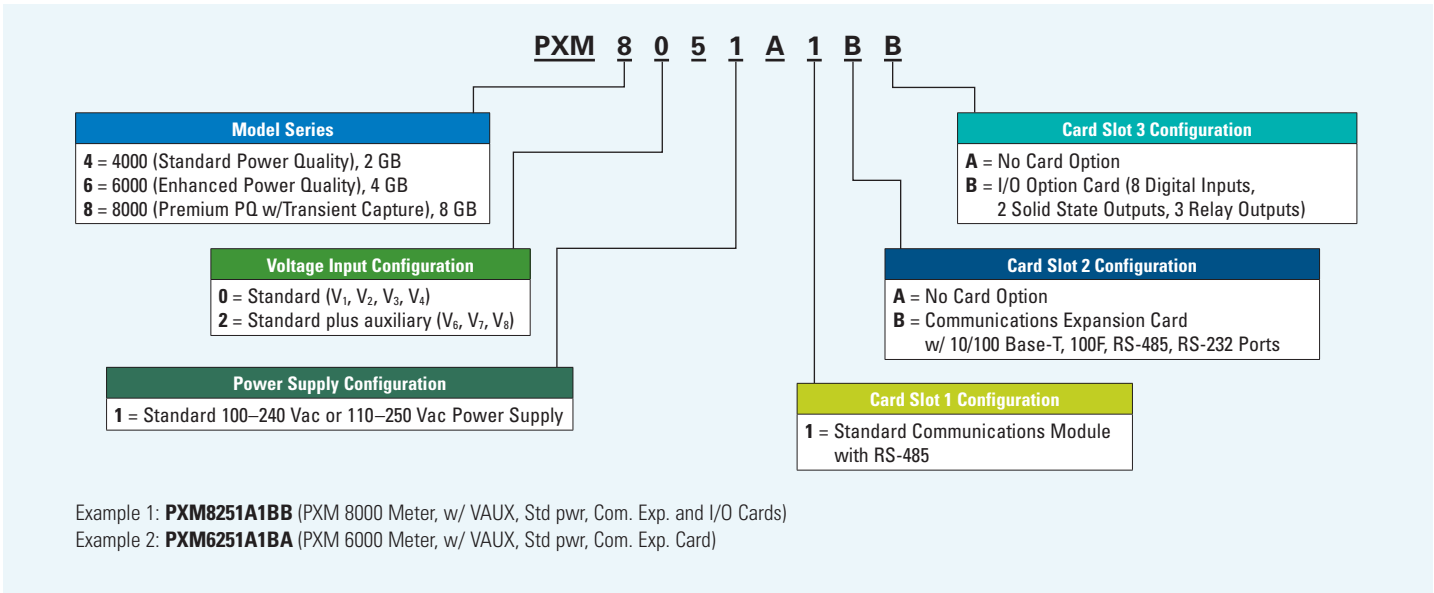 PXM 8 0 5 1 A 1 B B
Model Series
4 = 4000 (Standard Power Quality), 2 GB
6 = 6000 (Enhanced Power Quality), 4 GB
8 = 8000 (Premium PQ w/Transient Capture), 8 GB
Voltage Input Configuration
0 = Standard (V₁, V₂, V₃, V₄)
2 = Standard plus auxiliary (V₆, V₇, V₈)
Power Supply Configuration
1 = Standard 100–240 Vac or 110–250 Vac Power Supply
Card Slot 3 Configuration
A = No Card Option
B = I/O Option Card (8 Digital Inputs,
2 Solid State Outputs, 3 Relay Outputs)
Card Slot 2 Configuration
A = No Card Option
B = Communications Expansion Card
w/ 10/100 Base-T, 100F, RS-485, RS-232 Ports
Card Slot 1 Configuration
1 = Standard Communications Module
with RS-485
Example 1: PXM8251A1BB (PXM 8000 Meter, w/ VAUX, Std pwr, Com. Exp. and I/O Cards)
Example 2: PXM6251A1BA (PXM 6000 Meter, w/ VAUX, Std pwr, Com. Exp. Card)